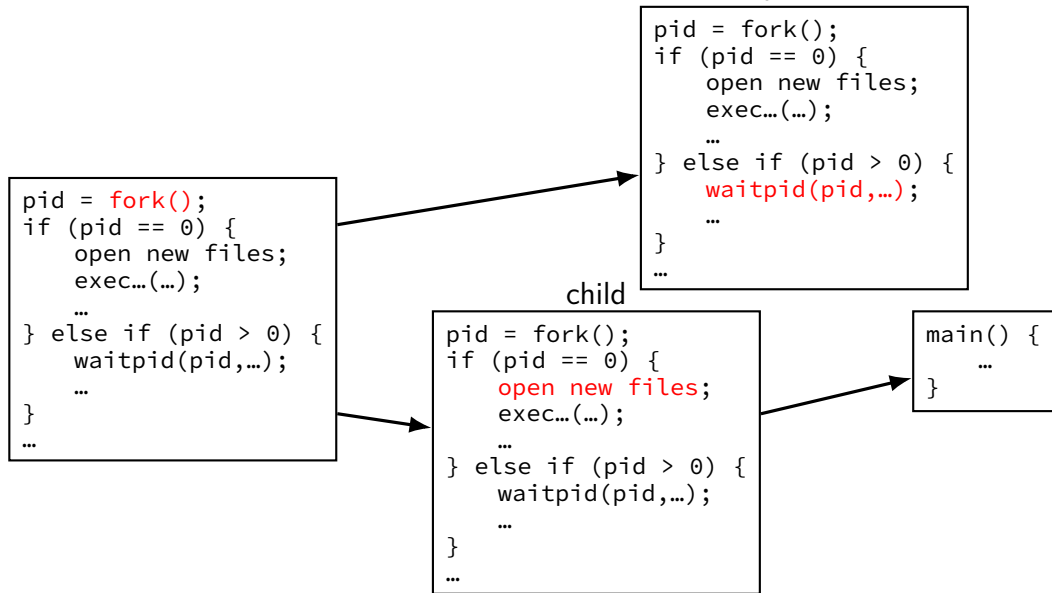 pid = fork();
if (pid == 0) {
open new files;
exec…(…);
…
} else if (pid > 0) {
waitpid(pid,…);
…
}
…
pid = fork();
if (pid == 0) {
open new files;
exec…(…);
…
} else if (pid > 0) {
waitpid(pid,…);
…
}
…
child
pid = fork();
if (pid == 0) {
open new files;
exec…(…);
…
} else if (pid > 0) {
waitpid(pid,…);
…
}
…
main() {
…
}